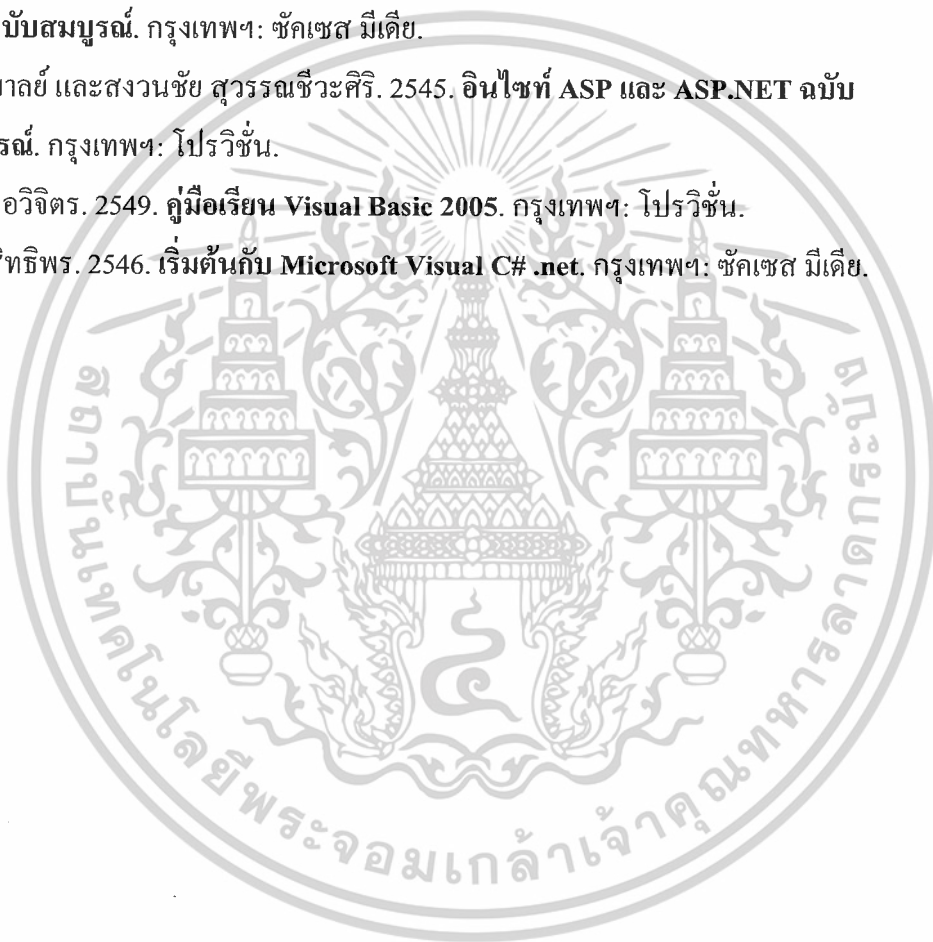 บับสมบูรณ์. กรุงเทพฯ: ซัคเซส มีเดีย.
าลย์ และสงวนชัย สุวรรณชีวะศิริ. 2545. อินไซท์ ASP และ ASP.NET ฉบับ
รณ์. กรุงเทพฯ: โปรวิชั่น.
อวิจิตร. 2549. คู่มือเรียน Visual Basic 2005. กรุงเทพฯ: โปรวิชั่น.
ิทธิพร. 2546. เริ่มต้นกับ Microsoft Visual C# .net. กรุงเทพฯ: ซัคเซส มีเดีย.
๔
สถาบันเทคโนโลยีพระจอมเกล้าเจ้าคุณทหารลาดกระบัง